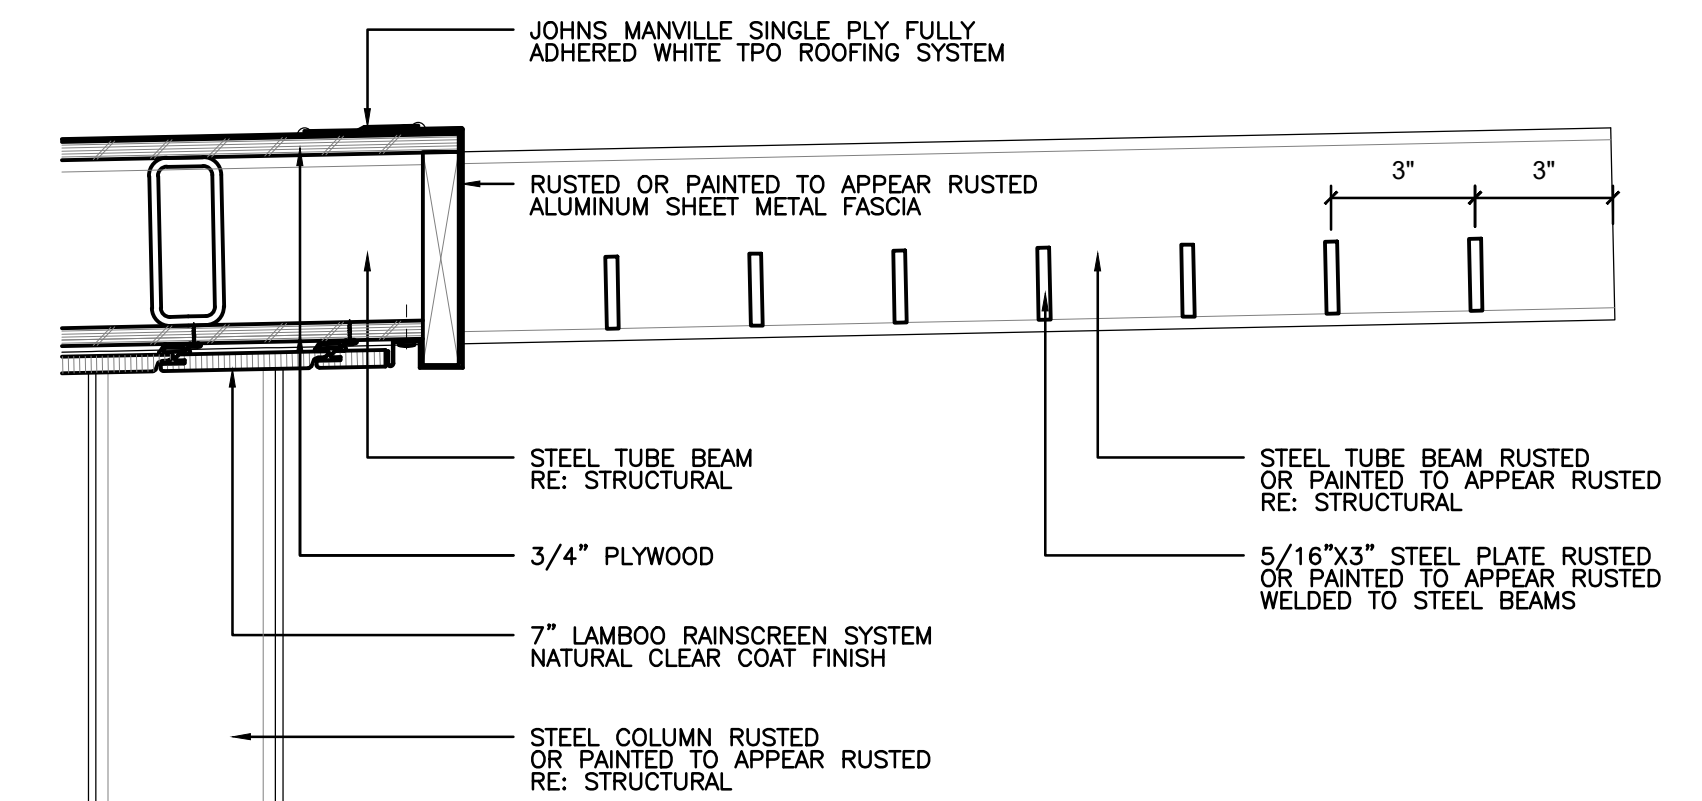 JOHNS MANVILLE SINGLE PLY FULLY
ADHERED WHITE TPO ROOFING SYSTEM
RUSTED OR PAINTED TO APPEAR RUSTED
ALUMINUM SHEET METAL FASCIA
3"
3"
STEEL TUBE BEAM
RE: STRUCTURAL
STEEL TUBE BEAM RUSTED
OR PAINTED TO APPEAR RUSTED
RE: STRUCTURAL
3/4" PLYWOOD
5/16"X3" STEEL PLATE RUSTED
OR PAINTED TO APPEAR RUSTED
WELDED TO STEEL BEAMS
7" LAMBOO RAINSCREEN SYSTEM
NATURAL CLEAR COAT FINISH
STEEL COLUMN RUSTED
OR PAINTED TO APPEAR RUSTED
RE: STRUCTURAL